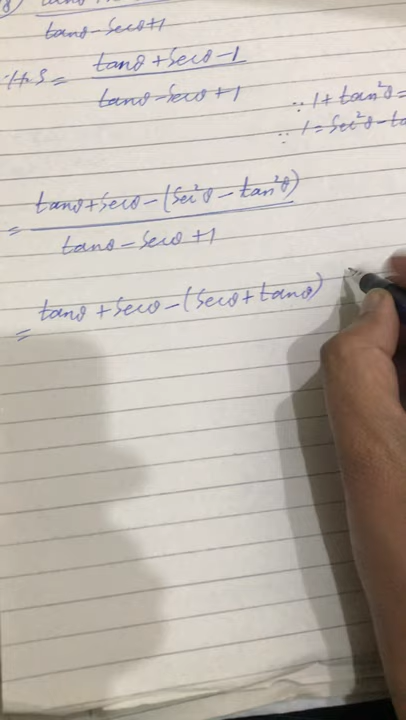 tanθ - secθ + 1
H.S = tanθ + secθ - 1
tanθ - secθ + 1
∵ 1 + tan²θ =
∵ 1 = sec²θ - ta
= tanθ + secθ - (sec²θ - tan²θ)
tanθ - secθ + 1
= tanθ + secθ - (secθ + tanθ)